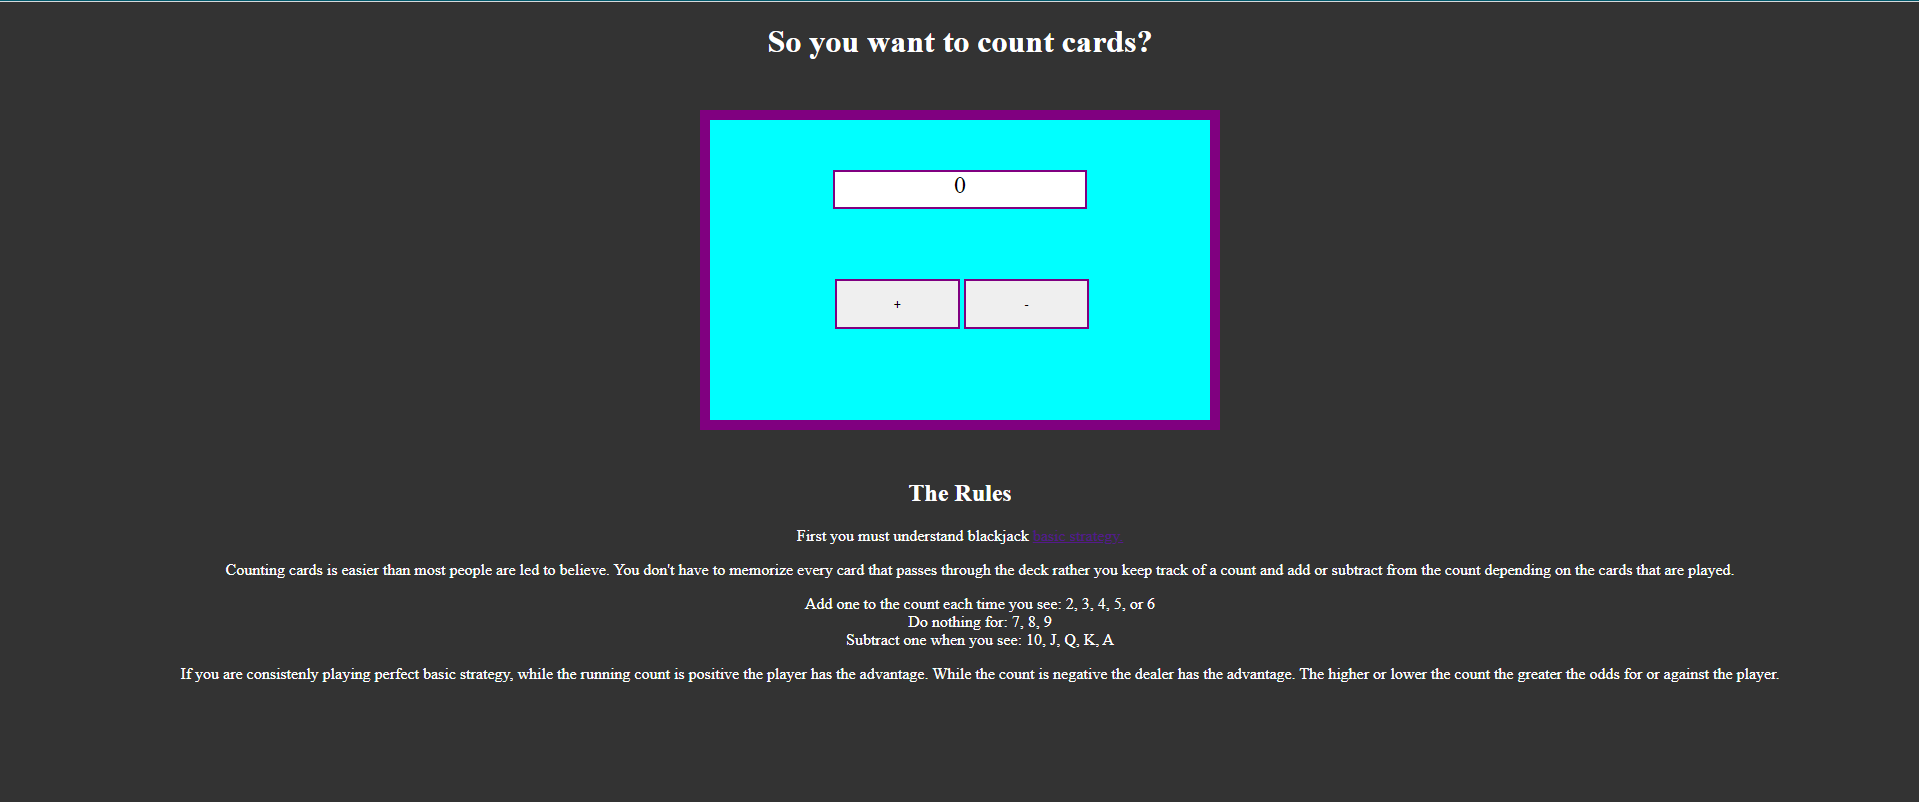 So you want to count cards?
0
+ -
The Rules
First you must understand blackjack basic strategy.
Counting cards is easier than most people are led to believe. You don't have to memorize every card that passes through the deck rather you keep track of a count and add or subtract from the count depending on the cards that are played.
Add one to the count each time you see: 2, 3, 4, 5, or 6
Do nothing for: 7, 8, 9
Subtract one when you see: 10, J, Q, K, A
If you are consistenly playing perfect basic strategy, while the running count is positive the player has the advantage. While the count is negative the dealer has the advantage. The higher or lower the count the greater the odds for or against the player.